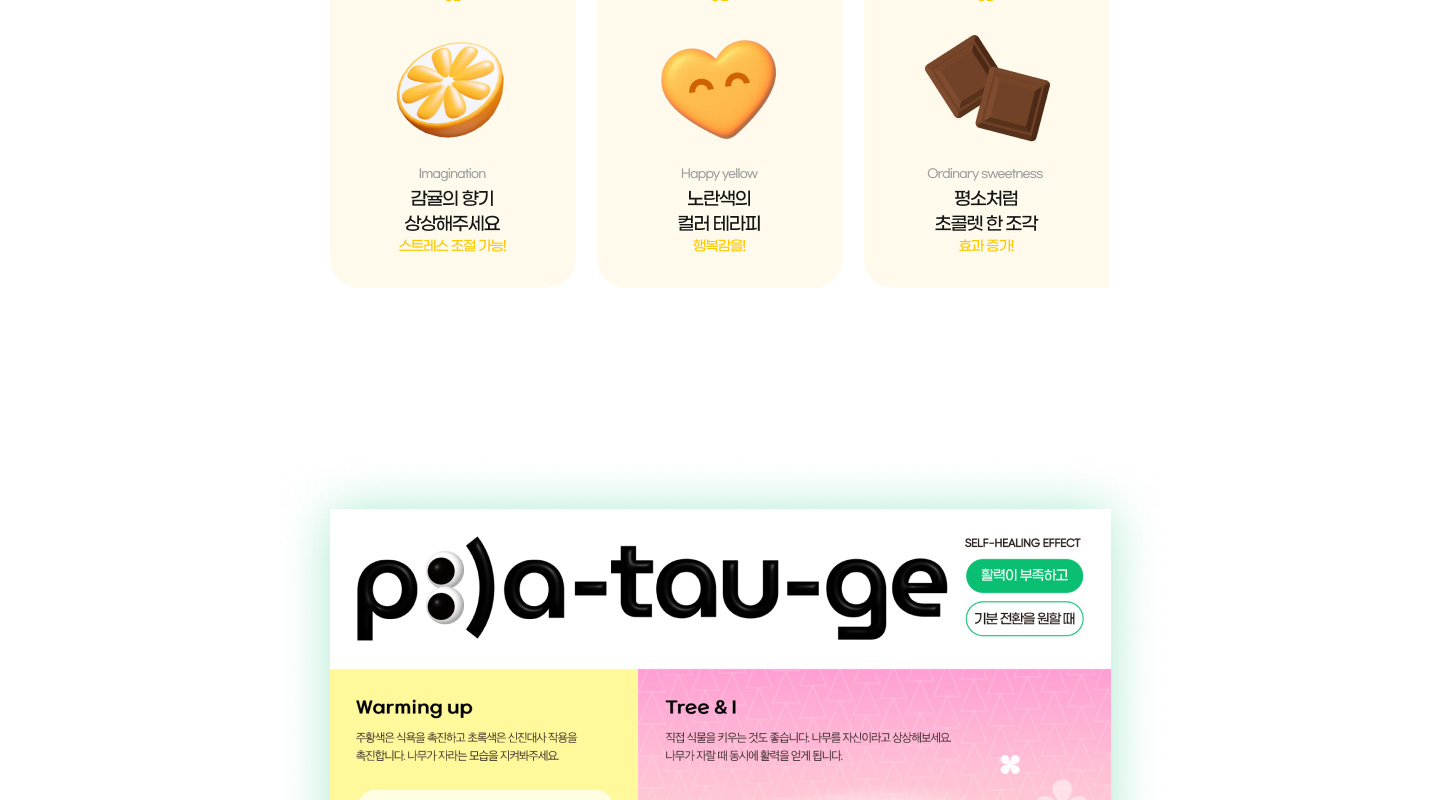 Imagination
감귤의 향기
상상해주세요
스트레스 조절 가능!
Happy yellow
노란색의
컬러 테라피
행복감을!
Ordinary sweetness
평소처럼
초콜렛 한 조각
효과 증가!
p:)a-tau-ge
SELF-HEALING EFFECT
활력이 부족하고
기분 전환을 원할 때
Warming up
주황색은 식욕을 촉진하고 초록색은 신진대사 작용을
촉진합니다. 나무가 자라는 모습을 지켜봐주세요.
Tree & I
직접 식물을 키우는 것도 좋습니다. 나무를 자신이라고 상상해보세요.
나무가 자랄 때 동시에 활력을 얻게 됩니다.